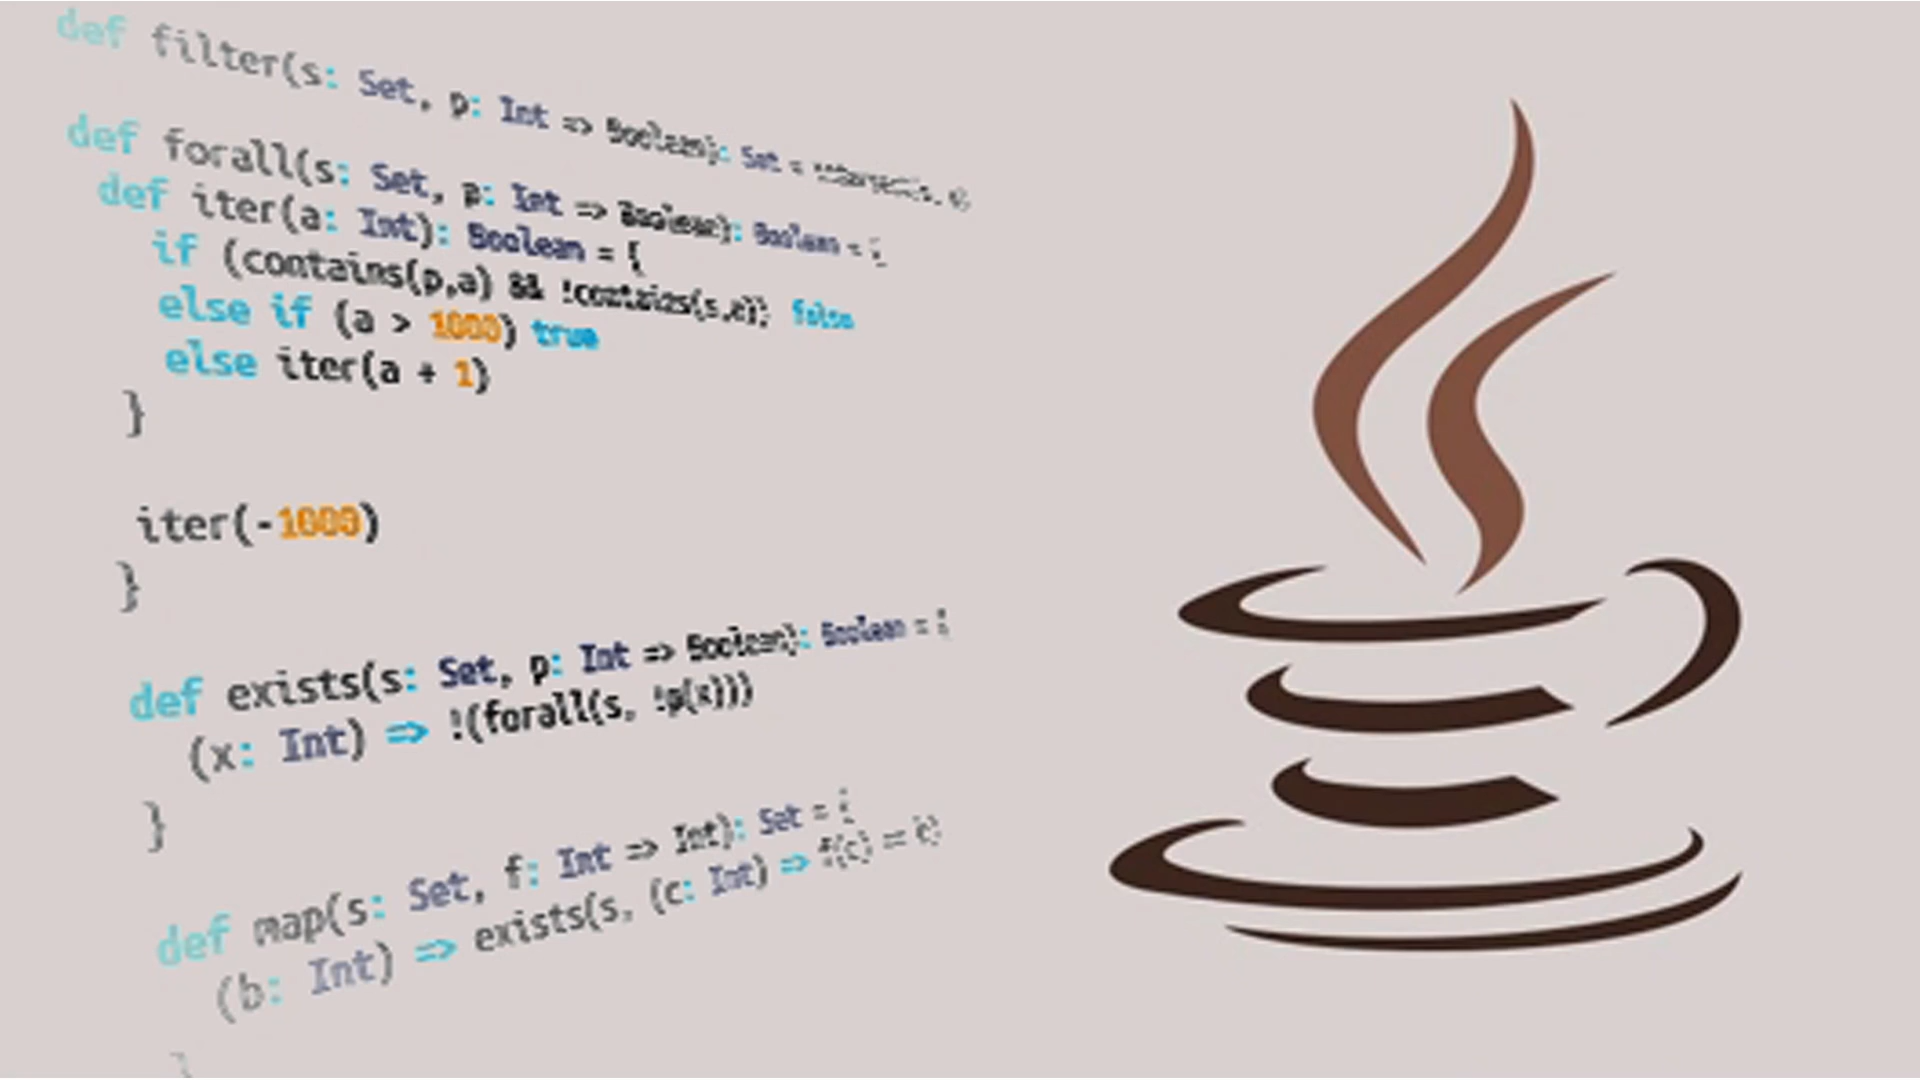 def filter(s: Set, p: Int => Boolean): Set =
def forall(s: Set, p: Int => Boolean): Boolean = {
def iter(a: Int): Boolean = {
if (contains(p,a) && !contains(s,a)) false
else if (a > 1000) true
else iter(a + 1)
}
iter(-1000)
}
def exists(s: Set, p: Int => Boolean): Boolean = {
(x: Int) => !(forall(s, !p(x)))
}
def map(s: Set, f: Int => Int): Set = {
(b: Int) => exists(s, (c: Int) => f(c) =
}